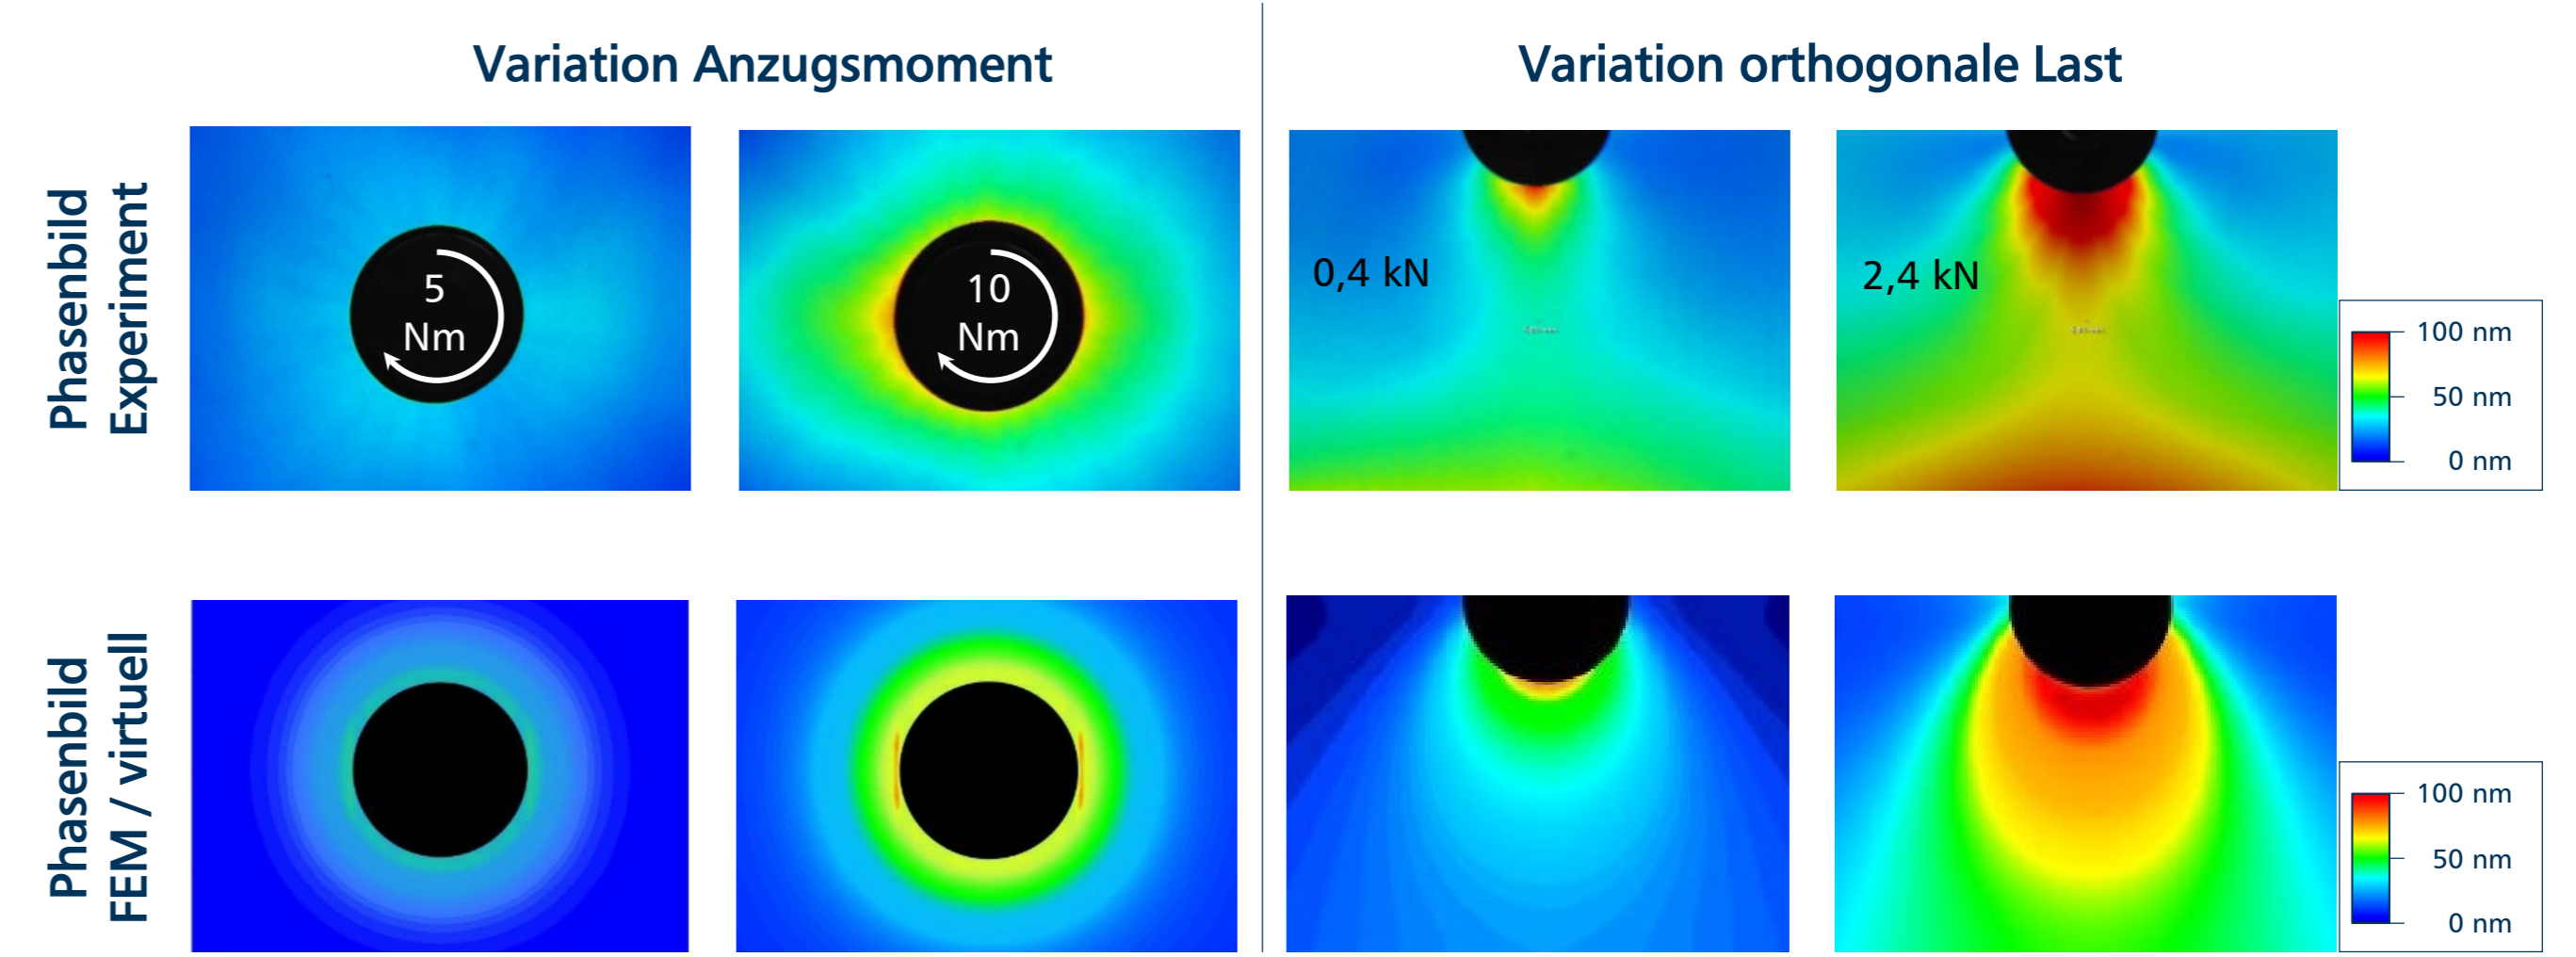 Variation Anzugsmoment
Variation orthogonale Last
Phasenbild
Experiment
5
Nm
10
Nm
0,4 kN
2,4 kN
100 nm
50 nm
0 nm
Phasenbild
FEM / virtuell
100 nm
50 nm
0 nm